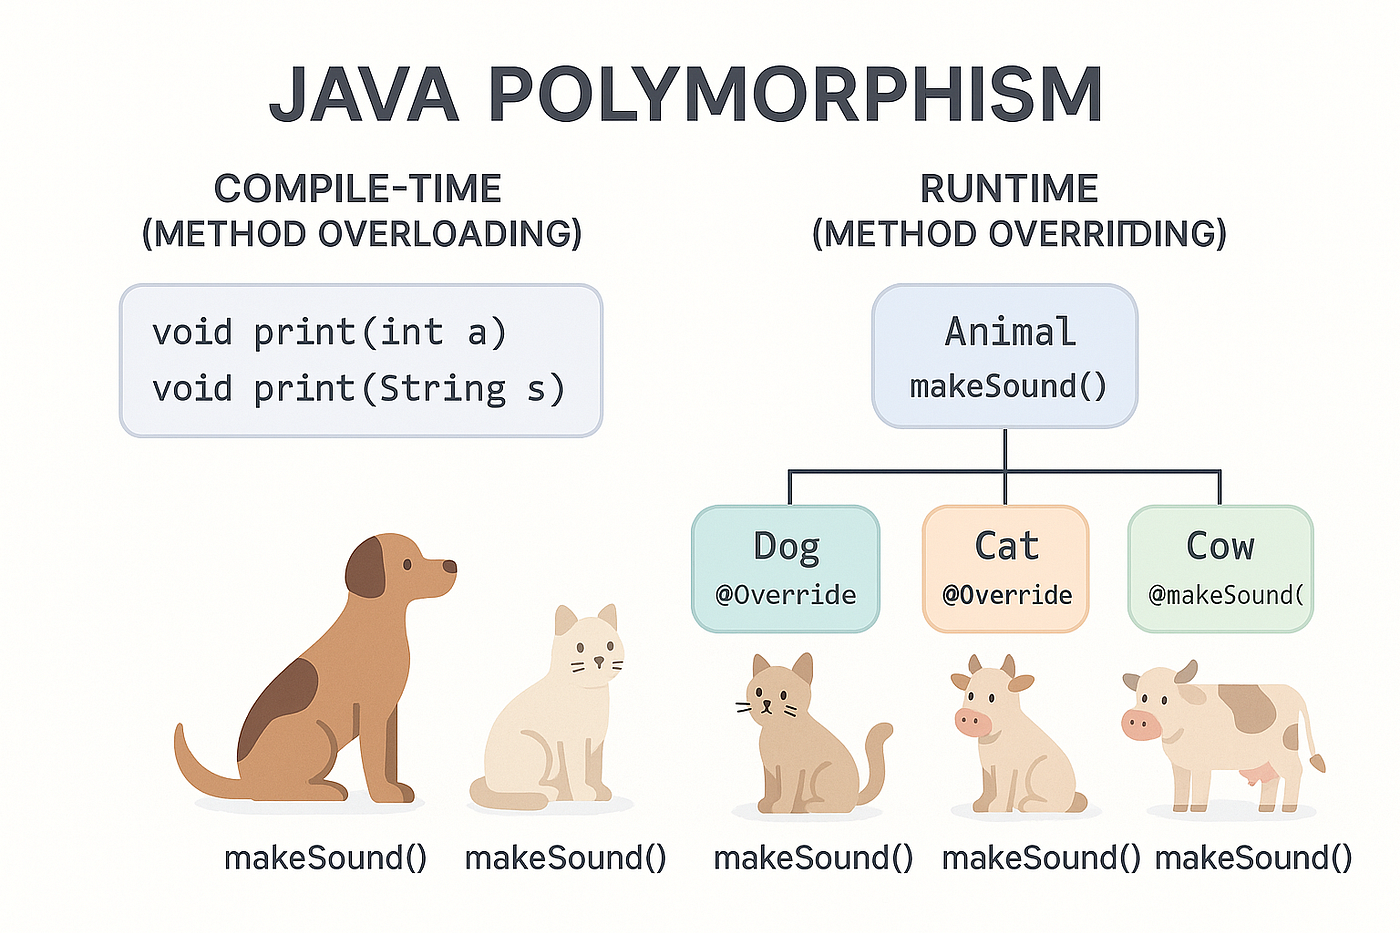 JAVA POLYMORPHISM
COMPILE-TIME
(METHOD OVERLOADING)
void print(int a)
void print(String s)
RUNTIME
(METHOD OVERRIIDING)
Animal
makeSound()
Dog
@Override
Cat
@Override
Cow
@makeSound(
makeSound()
makeSound()
makeSound()
makeSound()
makeSound()